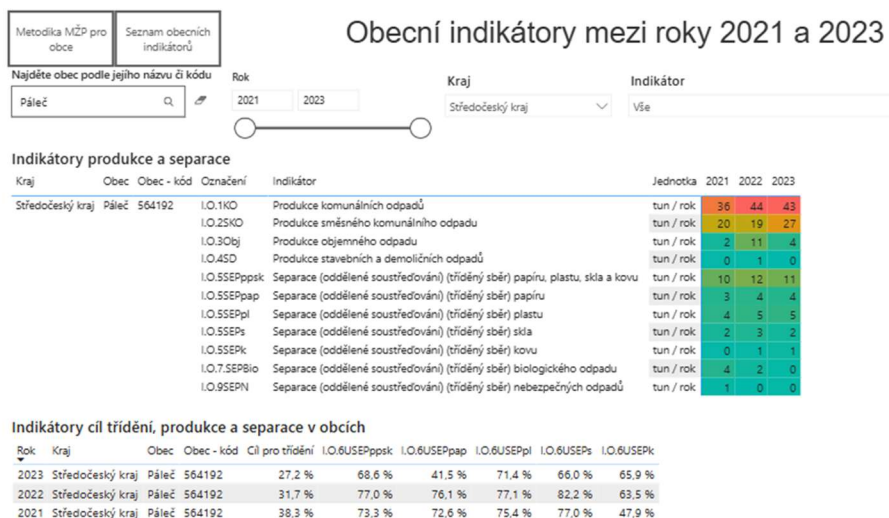 Metodika MŽP pro obce
Seznam obecních indikátorů
Obecní indikátory mezi roky 2021 a 2023
Najděte obec podle jejího názvu či kódu
Páleč
Rok
2021 2023
Kraj
Středočeský kraj
Indikátor
Vše
Indikátory produkce a separace
Kraj Obec Obec - kód Označení Indikátor Jednotka 2021 2022 2023
Středočeský kraj Páleč 564192 I.O.1KO Produkce komunálních odpadů tun / rok 36 44 43
I.O.2SKO Produkce směsného komunálního odpadu tun / rok 20 19 27
I.O.3Obj Produkce objemného odpadu tun / rok 2 11 4
I.O.4SD Produkce stavebních a demoličních odpadů tun / rok 0 1 0
I.O.5SEPppsk Separace (oddělené soustřeďování) (tříděný sběr) papíru, plastu, skla a kovu tun / rok 10 12 11
I.O.5SEPpap Separace (oddělené soustřeďování) (tříděný sběr) papíru tun / rok 3 4 4
I.O.5SEPpl Separace (oddělené soustřeďování) (tříděný sběr) plastu tun / rok 4 5 5
I.O.5SEPs Separace (oddělené soustřeďování) (tříděný sběr) skla tun / rok 2 3 2
I.O.5SEPk Separace (oddělené soustřeďování) (tříděný sběr) kovu tun / rok 0 1 1
I.O.7.SEPBio Separace (oddělené soustřeďování) (tříděný sběr) biologického odpadu tun / rok 4 2 0
I.O.9SEPN Separace (oddělené soustřeďování) (tříděný sběr) nebezpečných odpadů tun / rok 1 0 0
Indikátory cíl třídění, produkce a separace v obcích
Rok Kraj Obec Obec - kód Cíl pro třídění I.O.6USEPppsk I.O.6USEPpap I.O.6USEPpl I.O.6USEPs I.O.6USEPk
2023 Středočeský kraj Páleč 564192 27,2 % 68,6 % 41,5 % 71,4 % 66,0 % 65,9 %
2022 Středočeský kraj Páleč 564192 31,7 % 77,0 % 76,1 % 77,1 % 82,2 % 63,5 %
2021 Středočeský kraj Páleč 564192 38,3 % 73,3 % 72,6 % 75,4 % 77,0 % 47,9 %